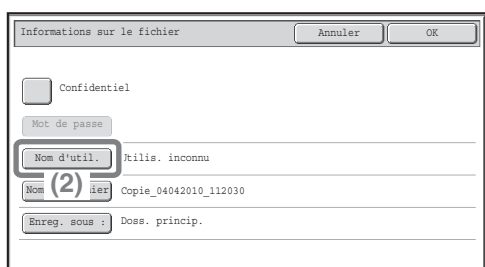 Informations sur le fichier Annuler OK
Confidentiel
Mot de passe
Nom d'util. Utilis. inconnu
(2)
Nom ier Copie_04042010_112030
Enreg. sous : Doss. princip.